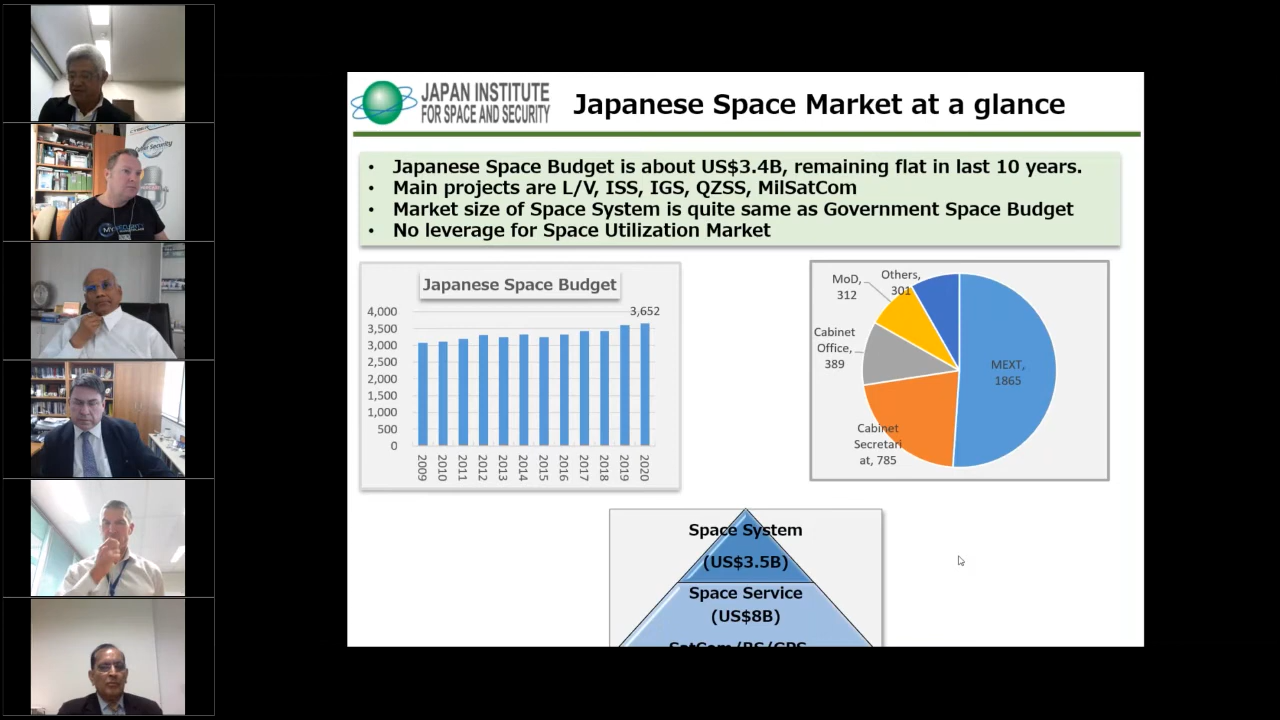 JAPAN INSTITUTE
FOR SPACE AND SECURITY
Japanese Space Market at a glance
• Japanese Space Budget is about US$3.4B, remaining flat in last 10 years.
• Main projects are L/V, ISS, IGS, QZSS, MilSatCom
• Market size of Space System is quite same as Government Space Budget
• No leverage for Space Utilization Market
Japanese Space Budget
3,652
4,000
3,500
3,000
2,500
2,000
1,500
1,000
500
0
2009 2010 2011 2012 2013 2014 2015 2016 2017 2018 2019 2020
MoD,
312
Others,
301
Cabinet
Office,
389
MEXT,
1865
Cabinet
Secretari
at, 785
Space System
(US$3.5B)
Space Service
(US$8B)
SatCom/BS/GPS
Cyber Security